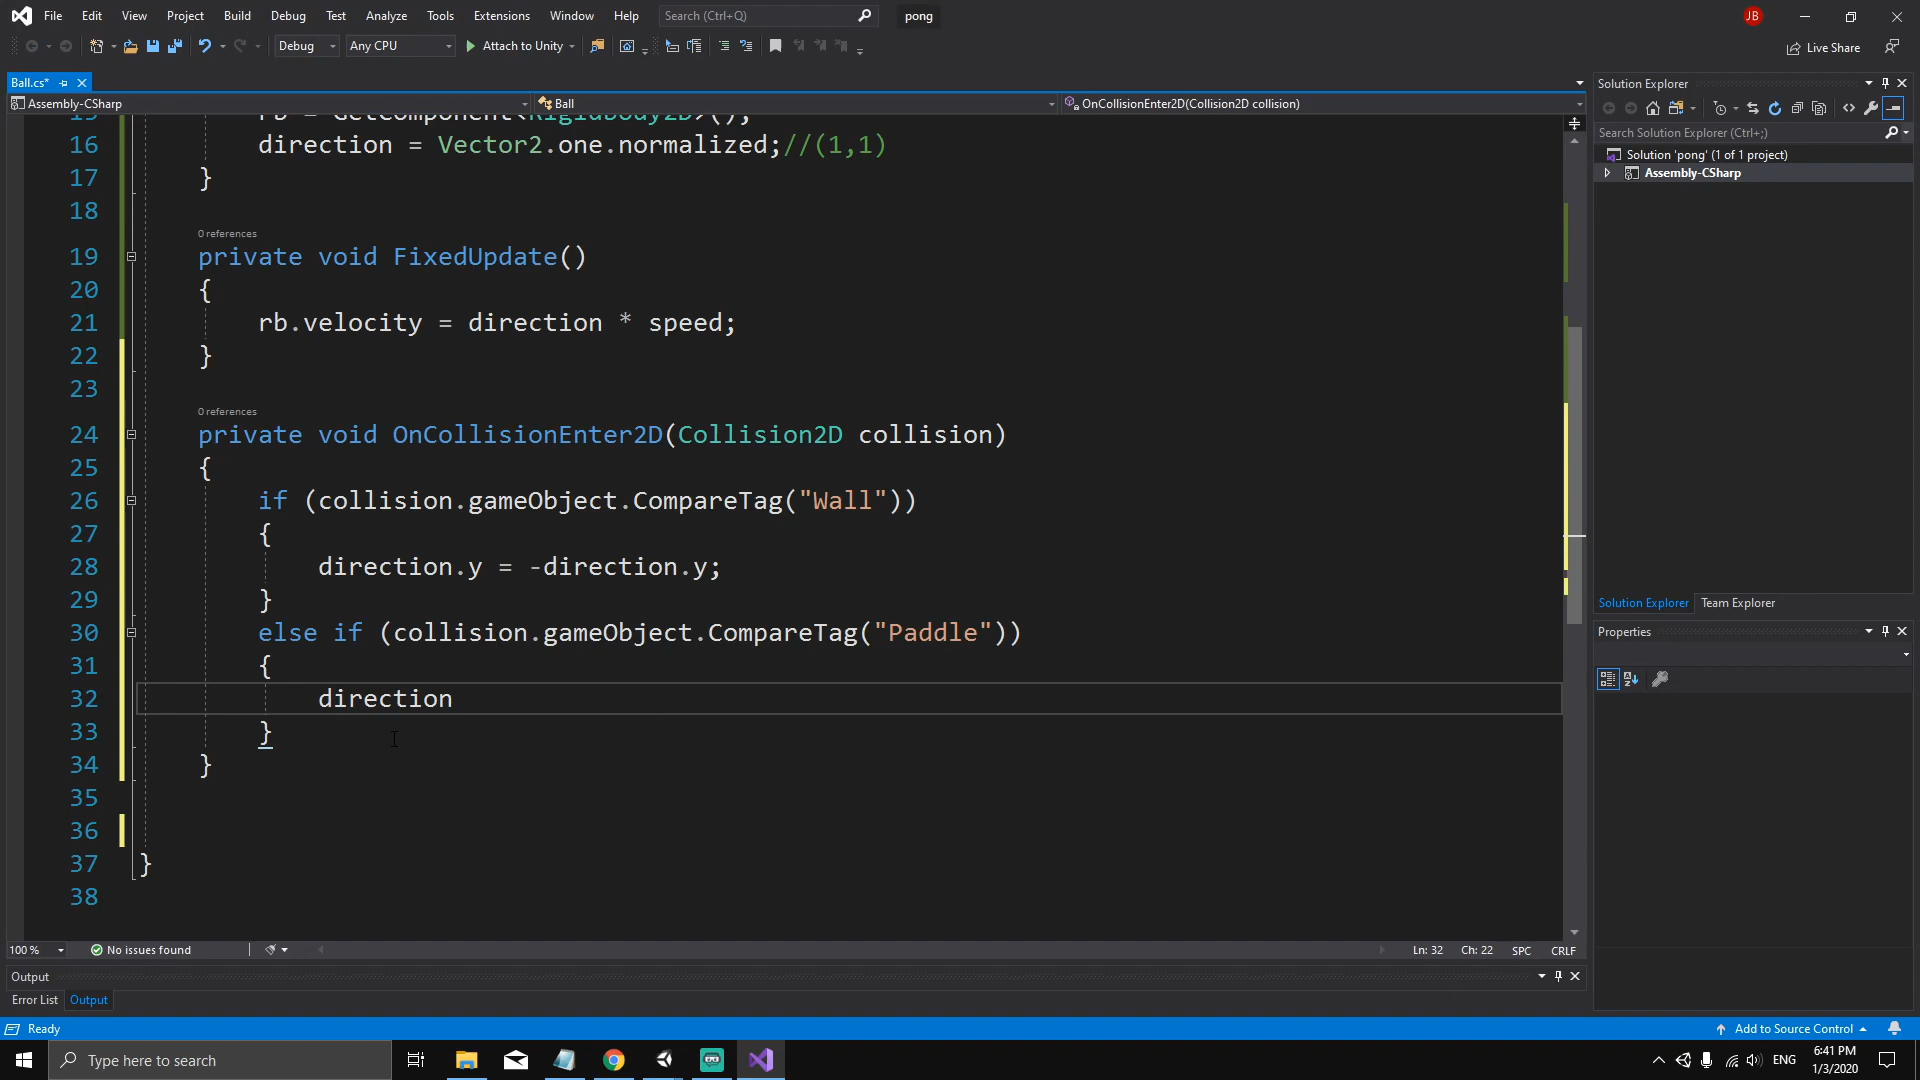 File Edit View Project Build Debug Test Analyze Tools Extensions Window Help Search (Ctrl+Q) pong JB
Debug Any CPU Attach to Unity Live Share
Ball.cs*
Assembly-CSharp Ball OnCollisionEnter2D(Collision2D collision)
15 rb = GetComponent<Rigidbody2D>();
16 direction = Vector2.one.normalized;//(1,1)
17 }
18
0 references
19 private void FixedUpdate()
20 {
21 rb.velocity = direction * speed;
22 }
23
0 references
24 private void OnCollisionEnter2D(Collision2D collision)
25 {
26 if (collision.gameObject.CompareTag("Wall"))
27 {
28 direction.y = -direction.y;
29 }
30 else if (collision.gameObject.CompareTag("Paddle"))
31 {
32 direction
33 }
34 }
35
36
37 }
38
100 % No issues found Ln: 32 Ch: 22 SPC CRLF
Output
Error List Output
Solution Explorer
Search Solution Explorer (Ctrl+;)
Solution 'pong' (1 of 1 project)
Assembly-CSharp
Solution Explorer Team Explorer
Properties
Ready Add to Source Control
Type here to search ENG 6:41 PM
1/3/2020